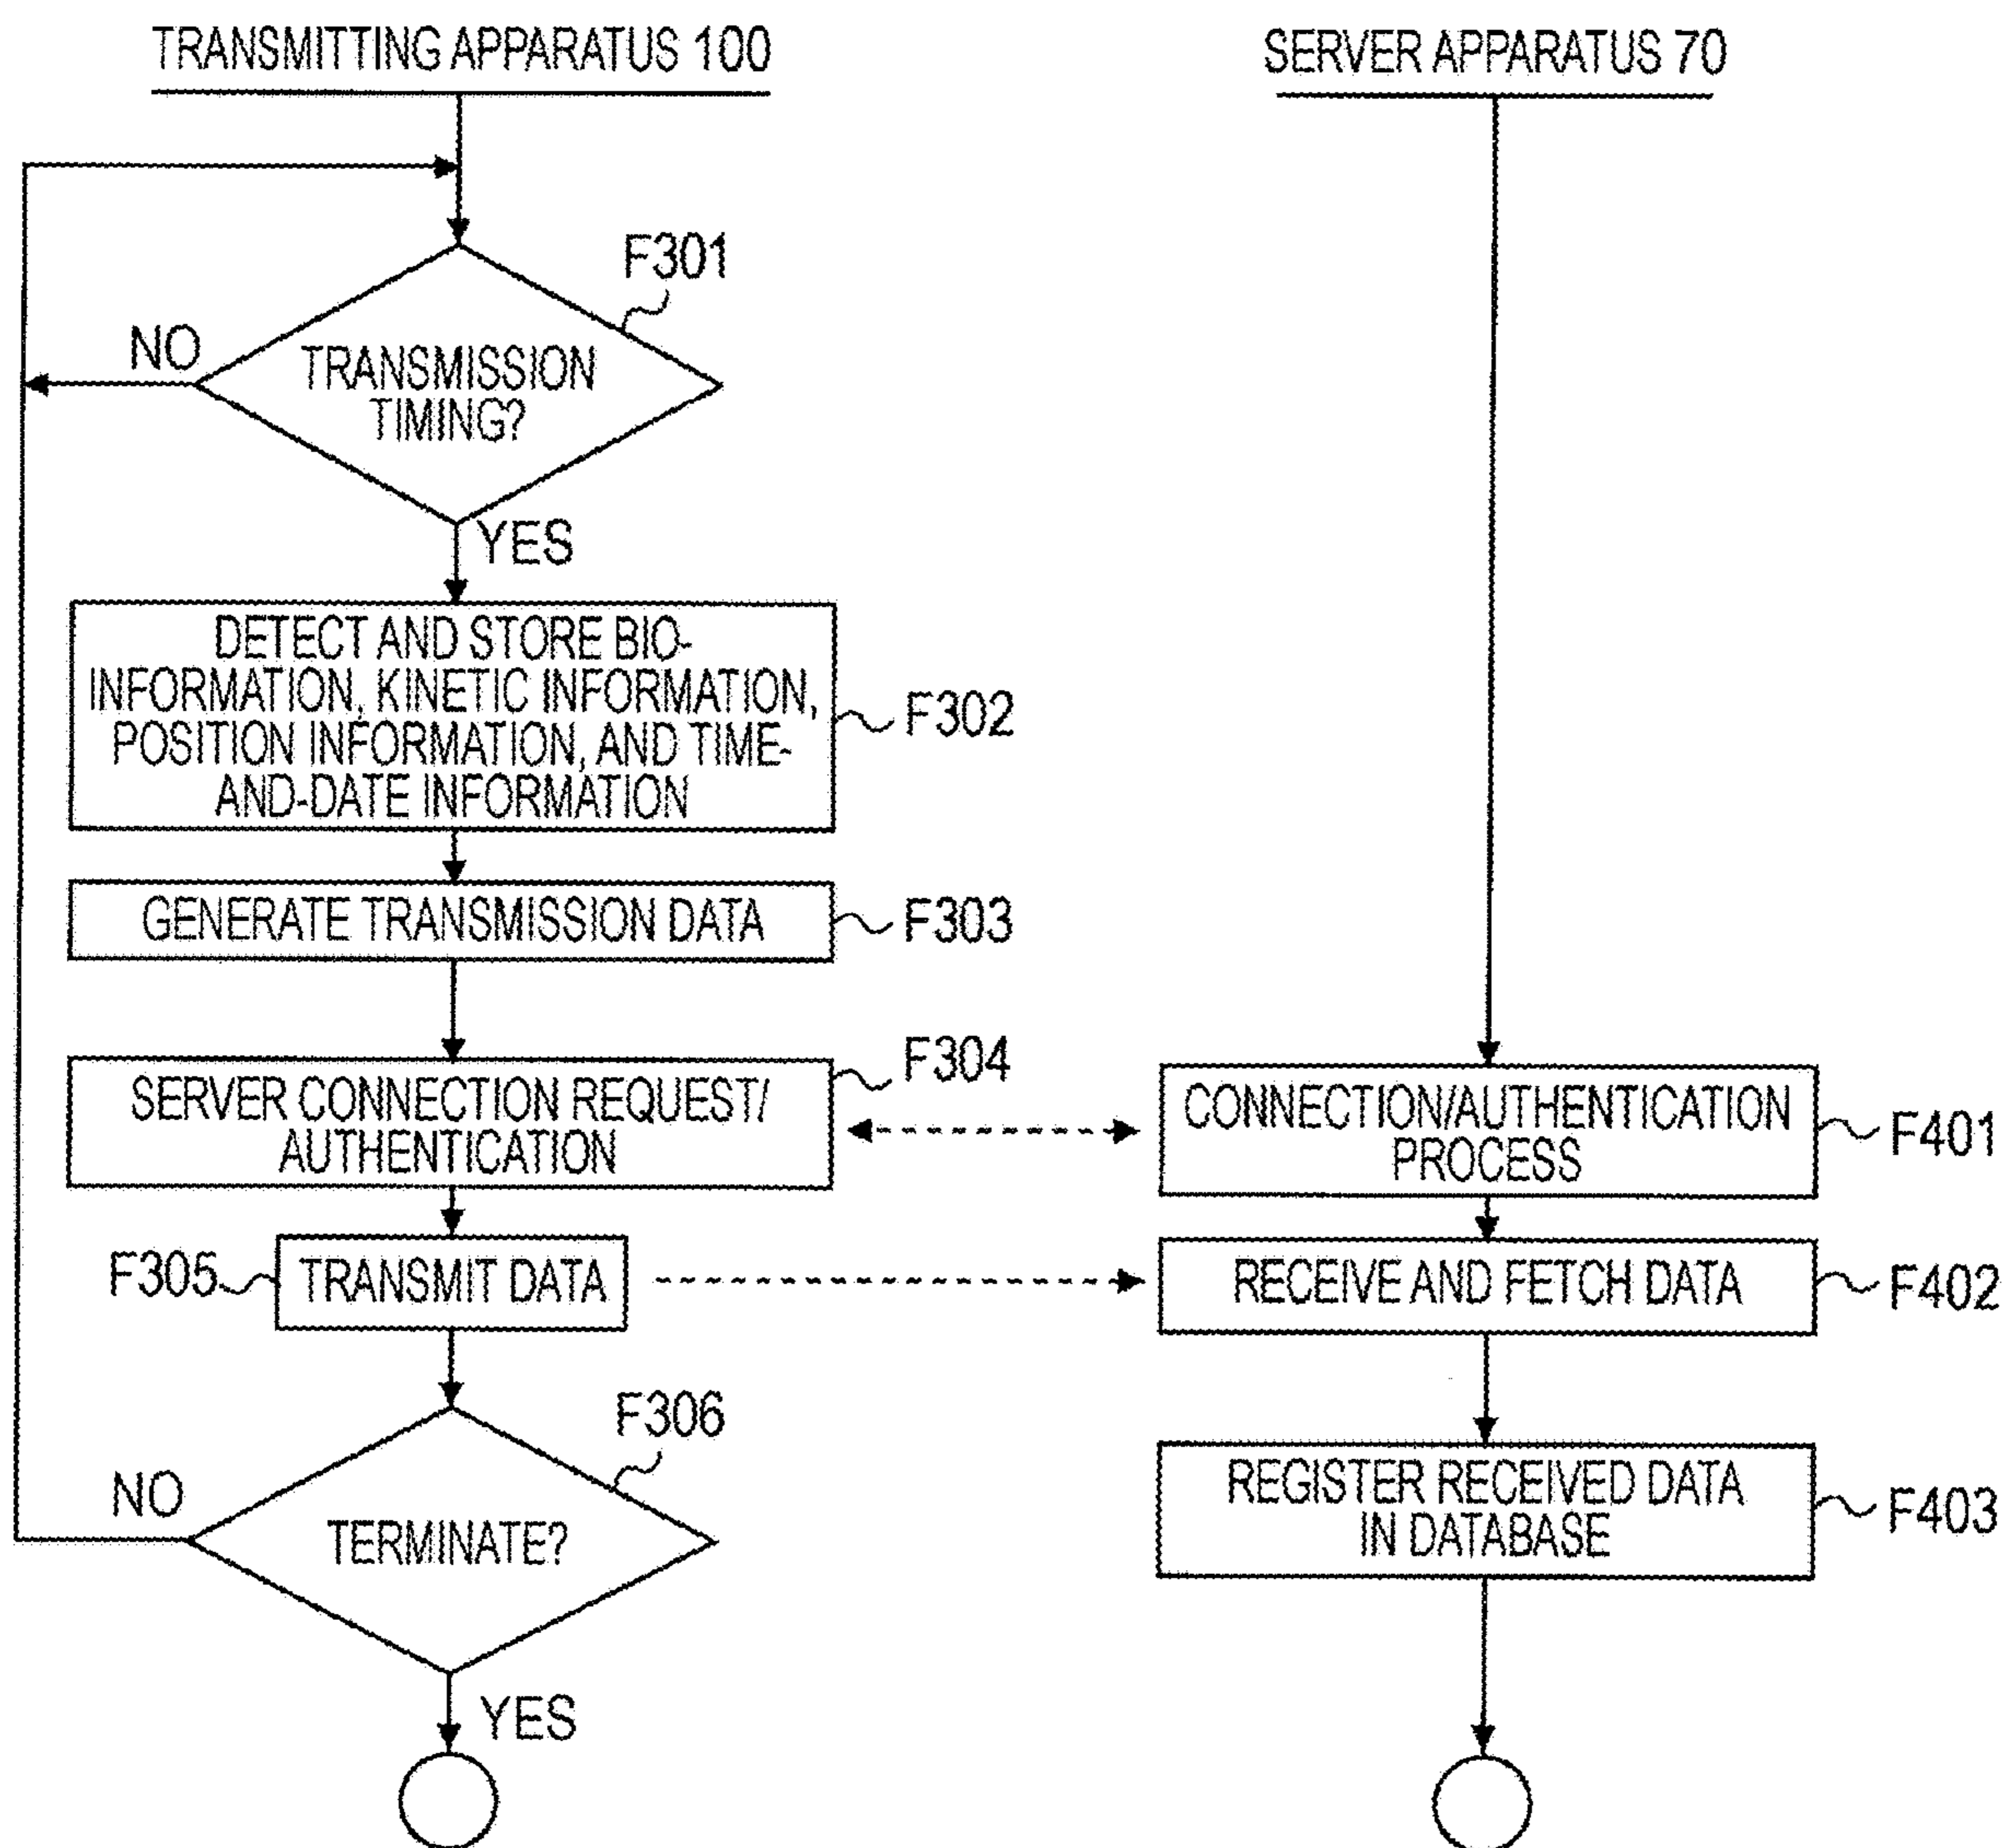 TRANSMITTING APPARATUS 100
F301
NO
TRANSMISSION
TIMING?
YES
DETECT AND STORE BIO-
INFORMATION, KINETIC INFORMATION,
POSITION INFORMATION, AND TIME-
AND-DATE INFORMATION
F302
GENERATE TRANSMISSION DATA
F303
SERVER CONNECTION REQUEST/
AUTHENTICATION
F304
F305
TRANSMIT DATA
F306
NO
TERMINATE?
YES
SERVER APPARATUS 70
CONNECTION/AUTHENTICATION
PROCESS
F401
RECEIVE AND FETCH DATA
F402
REGISTER RECEIVED DATA
IN DATABASE
F403